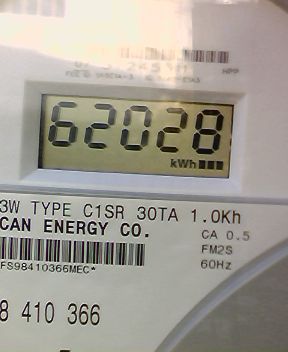 62028
kWh
3W TYPE C1SR 30TA 1.0Kh
CAN ENERGY CO.
CA 0.5
FM2S
60Hz
FS98410366MEC*
8 410 366